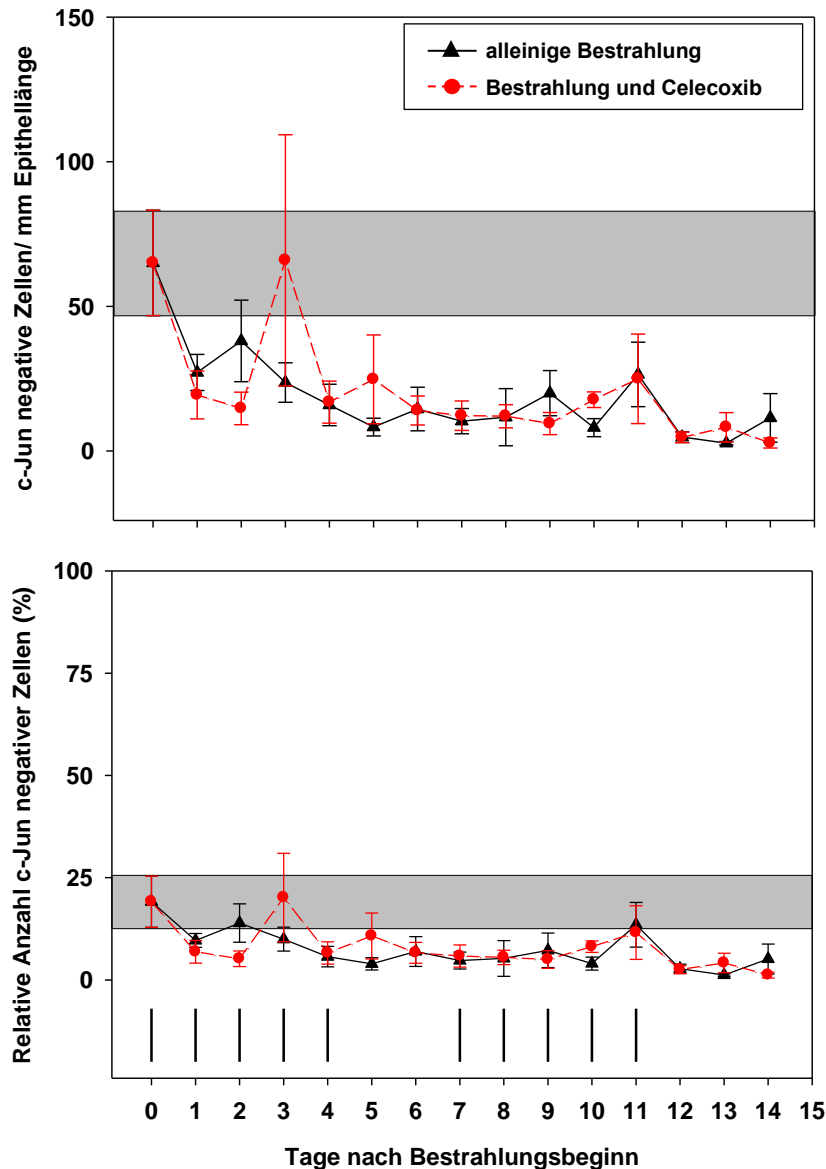 150
100
50
0
c-Jun negative Zellen/ mm Epithellänge
alleinige Bestrahlung
Bestrahlung und Celecoxib
100
75
50
25
0
Relative Anzahl c-Jun negativer Zellen (%)
0 1 2 3 4 5 6 7 8 9 10 11 12 13 14 15
Tage nach Bestrahlungsbeginn